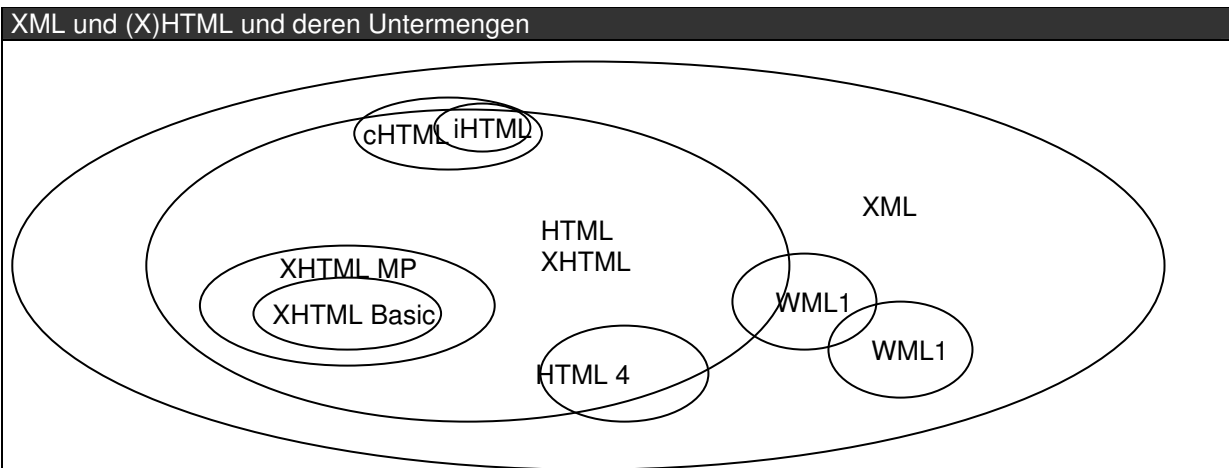 XML und (X)HTML und deren Untermengen
cHTML
iHTML
XML
HTML
XHTML
XHTML MP
XHTML Basic
WML1
WML1
HTML 4